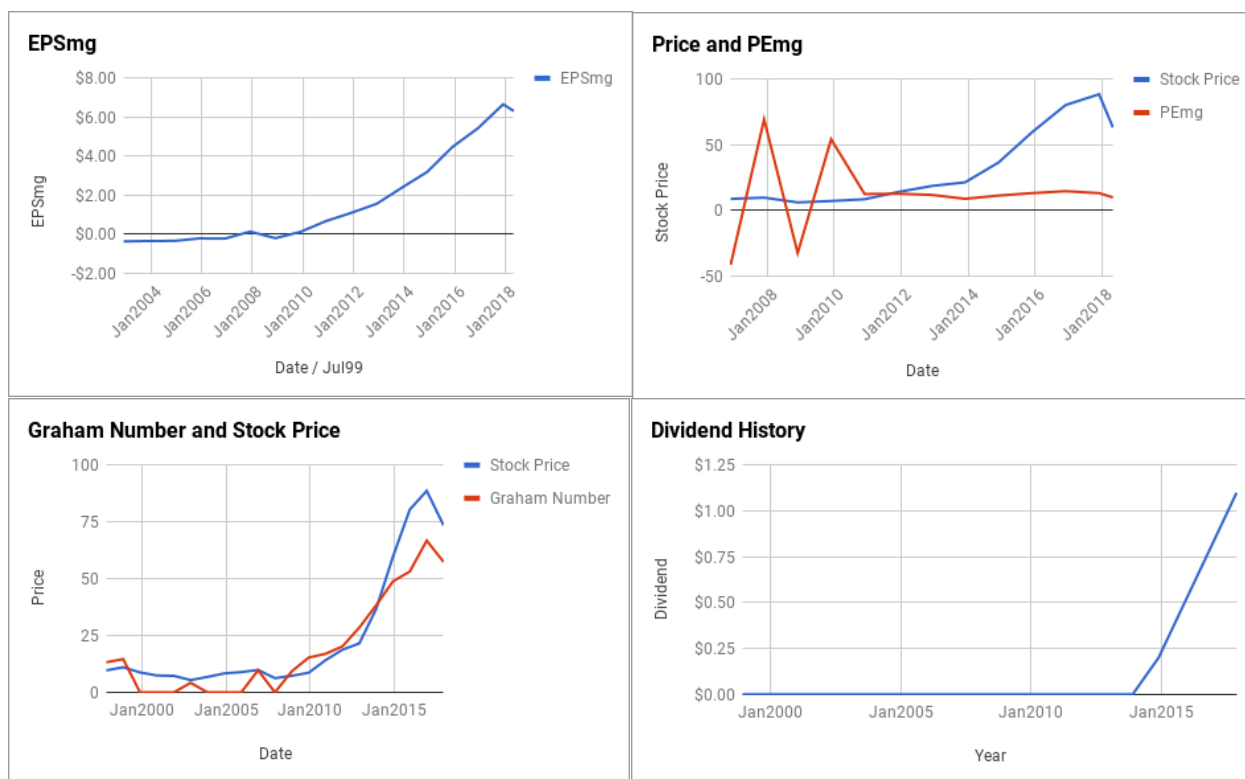 EPSmg
$8.00
$6.00
$4.00
$2.00
$0.00
-$2.00
EPSmg
EPSmg
Jan2004
Jan2006
Jan2008
Jan2010
Jan2012
Jan2014
Jan2016
Jan2018
Date / Jul99
Price and PEmg
100
50
0
-50
Stock Price
Stock Price
PEmg
Jan2008
Jan2010
Jan2012
Jan2014
Jan2016
Jan2018
Date
Graham Number and Stock Price
100
75
50
25
0
Price
Stock Price
Graham Number
Jan2000
Jan2005
Jan2010
Jan2015
Date
Dividend History
$1.25
$1.00
$0.75
$0.50
$0.25
$0.00
Dividend
Jan2000
Jan2005
Jan2010
Jan2015
Year